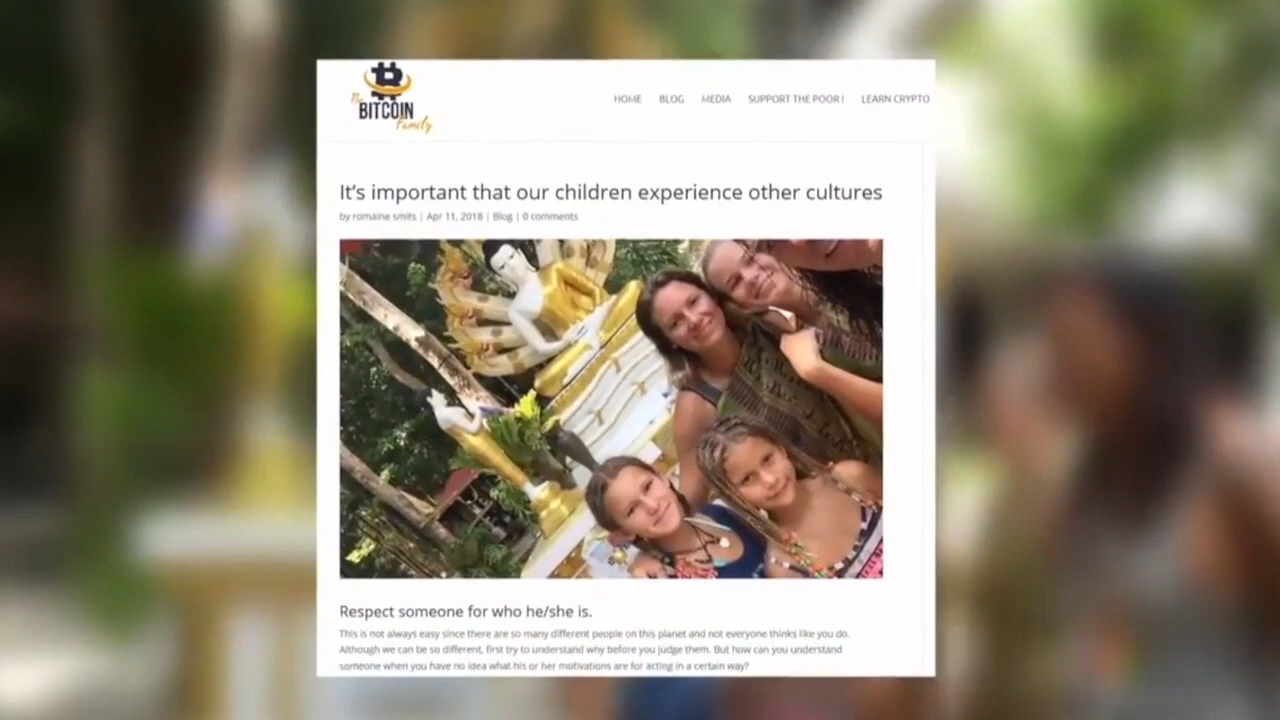 The
BITCOIN
Family
HOME BLOG MEDIA SUPPORT THE POOR ! LEARN CRYPTO
It's important that our children experience other cultures
by romaine smits | Apr 11, 2018 | Blog | 0 comments
Respect someone for who he/she is.
This is not always easy since there are so many different people on this planet and not everyone thinks like you do.
Although we can be so different, first try to understand why before you judge them. But how can you understand
someone when you have no idea what his or her motivations are for acting in a certain way?